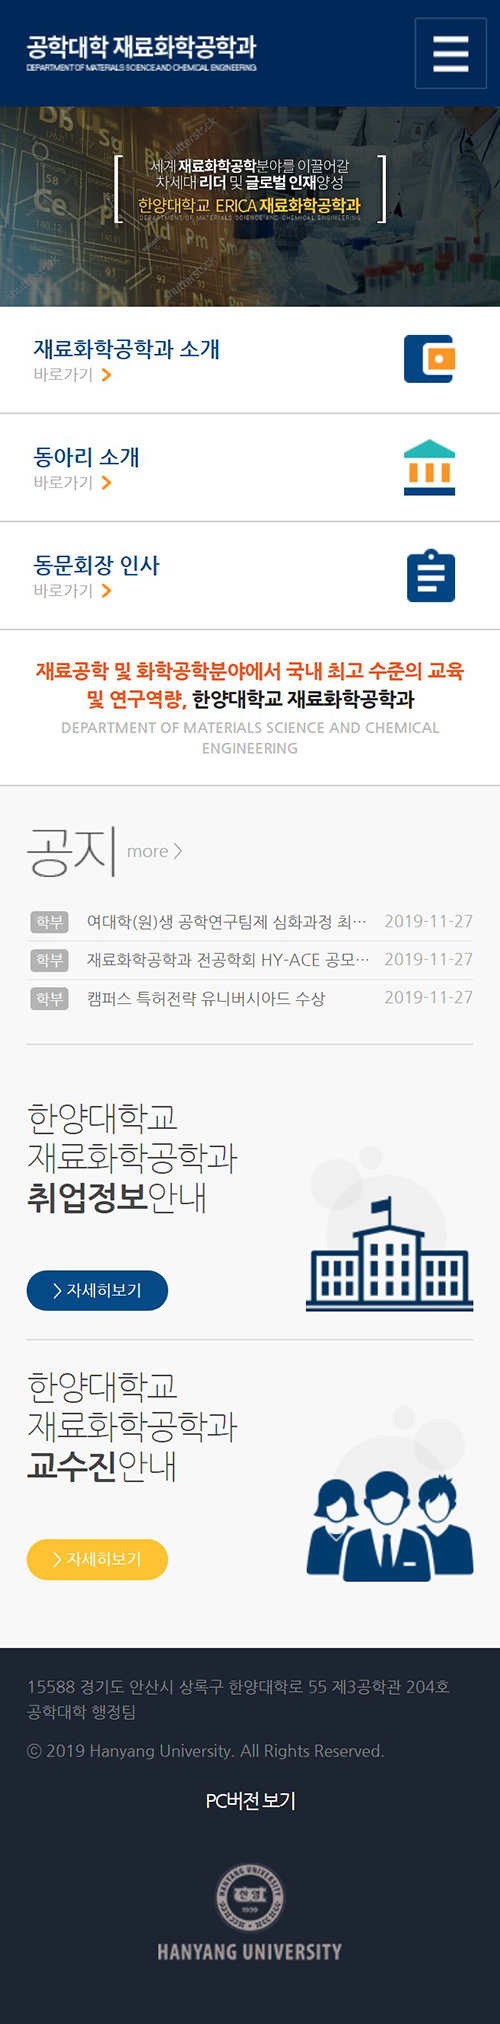 공학대학 재료화학공학과
DEPARTMENT OF MATERIALS SCIENCE AND CHEMICAL ENGINEERING
세계 재료화학공학분야를 이끌어갈
차세대 리더 및 글로벌 인재양성
한양대학교 ERICA 재료화학공학과
DEPARTMENT OF MATERIALS SCIENCE AND CHEMICAL ENGINEERING
shutterstock
Db
Sg
Ce
Pr
Nd
Pm
Sm
Pa
Np
재료화학공학과 소개
바로가기 >
동아리 소개
바로가기 >
동문회장 인사
바로가기 >
재료공학 및 화학공학분야에서 국내 최고 수준의 교육
및 연구역량, 한양대학교 재료화학공학과
DEPARTMENT OF MATERIALS SCIENCE AND CHEMICAL
ENGINEERING
공지 more >
학부 여대학(원)생 공학연구팀제 심화과정 최… 2019-11-27
학부 재료화학공학과 전공학회 HY-ACE 공모… 2019-11-27
학부 캠퍼스 특허전략 유니버시아드 수상 2019-11-27
한양대학교
재료화학공학과
취업정보안내
> 자세히보기
한양대학교
재료화학공학과
교수진안내
> 자세히보기
15588 경기도 안산시 상록구 한양대학로 55 제3공학관 204호
공학대학 행정팀
ⓒ 2019 Hanyang University. All Rights Reserved.
PC버전 보기
HANYANG UNIVERSITY
한양
1939
HANYANG UNIVERSITY